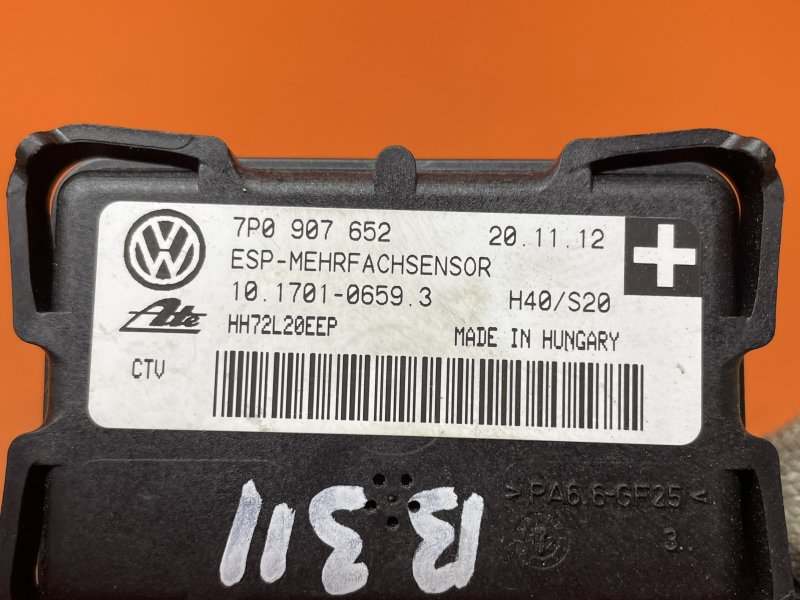 7P0 907 652 20.11.12
ESP-MEHRFACHSENSOR
10.1701-0659.3 H40/S20
Ate HH72L20EEP MADE IN HUNGARY
CTV
>PA6.6-GF25<
3..
B311